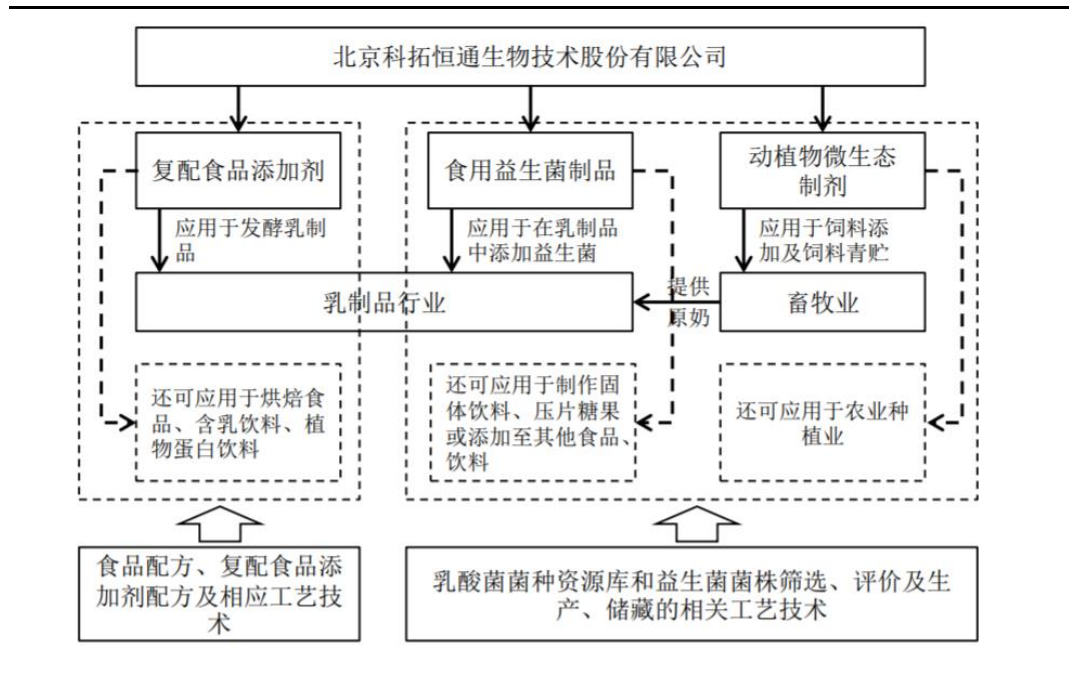 北京科拓恒通生物技术股份有限公司
复配食品添加剂
食用益生菌制品
动植物微生态
制剂
应用于发酵乳制
品
应用于在乳制品
中添加益生菌
应用于饲料添
加及饲料青贮
乳制品行业
提供
原奶
畜牧业
还可应用于烘焙食
品、含乳饮料、植
物蛋白饮料
还可应用于制作固
体饮料、压片糖果
或添加至其他食品、
饮料
还可应用于农业种
植业
食品配方、复配食品添
加剂配方及相应工艺技
术
乳酸菌菌种资源库和益生菌菌株筛选、评价及生
产、储藏的相关工艺技术